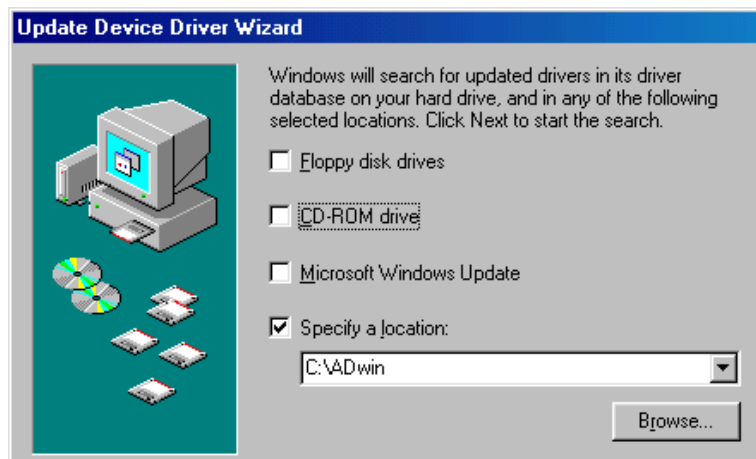 Update Device Driver Wizard
Windows will search for updated drivers in its driver
database on your hard drive, and in any of the following
selected locations. Click Next to start the search.
Floppy disk drives
CD-ROM drive
Microsoft Windows Update
Specify a location:
C:\ADwin
Browse...